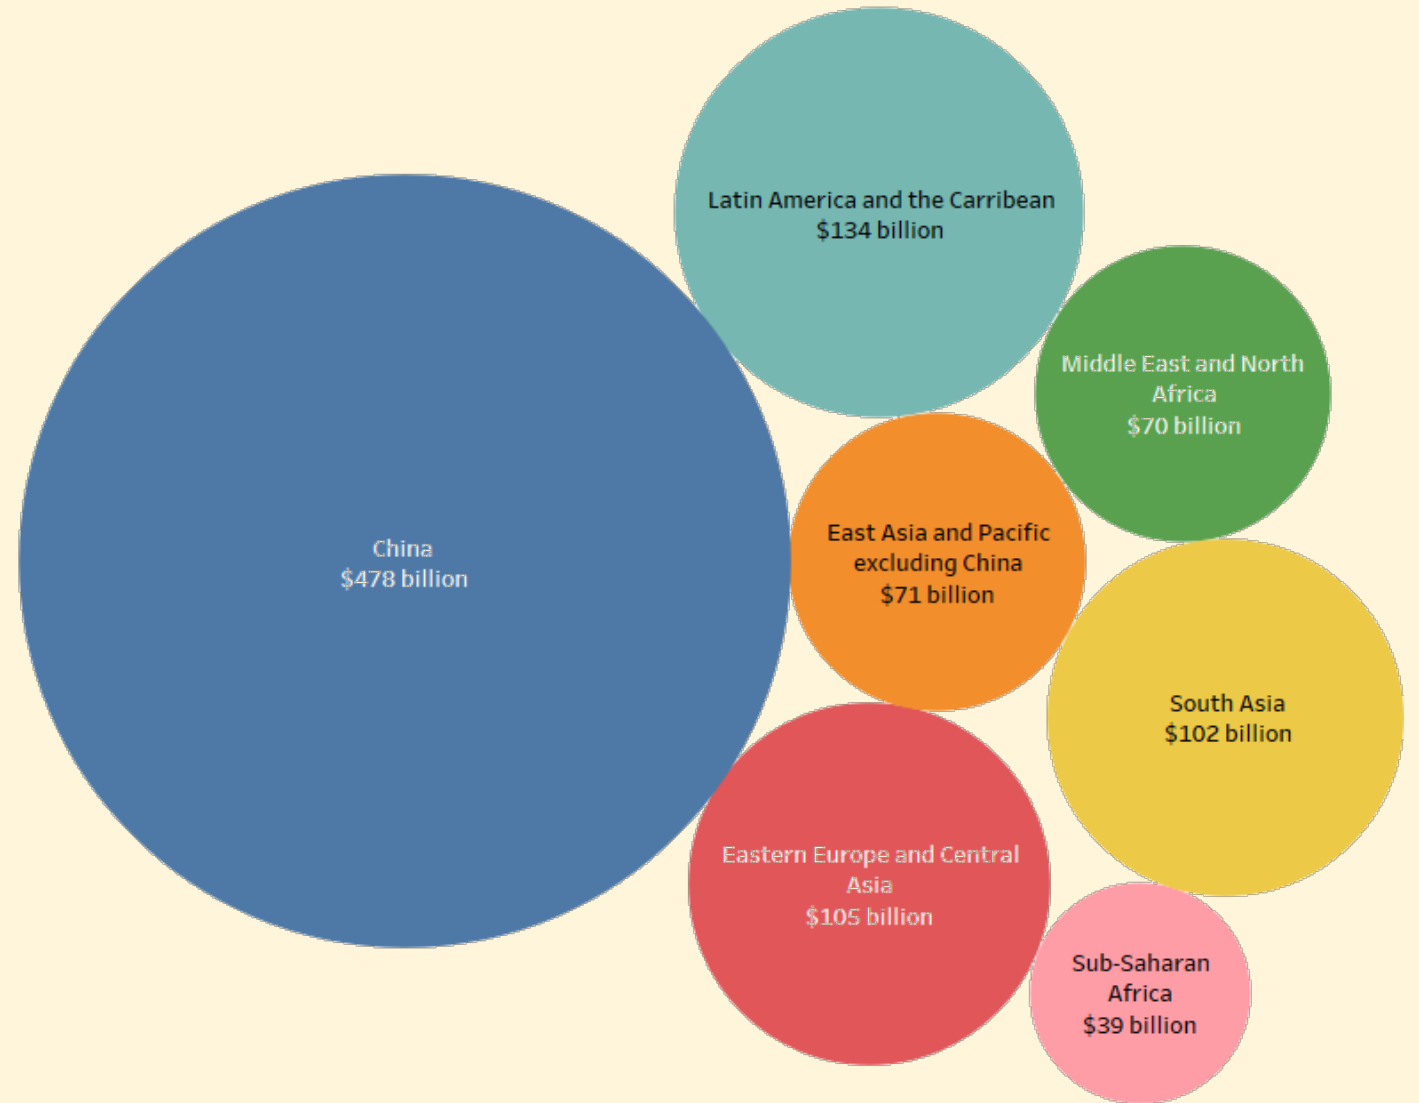 Latin America and the Carribean
$134 billion
Middle East and North
Africa
$70 billion
China
$478 billion
East Asia and Pacific
excluding China
$71 billion
South Asia
$102 billion
Eastern Europe and Central
Asia
$105 billion
Sub-Saharan
Africa
$39 billion